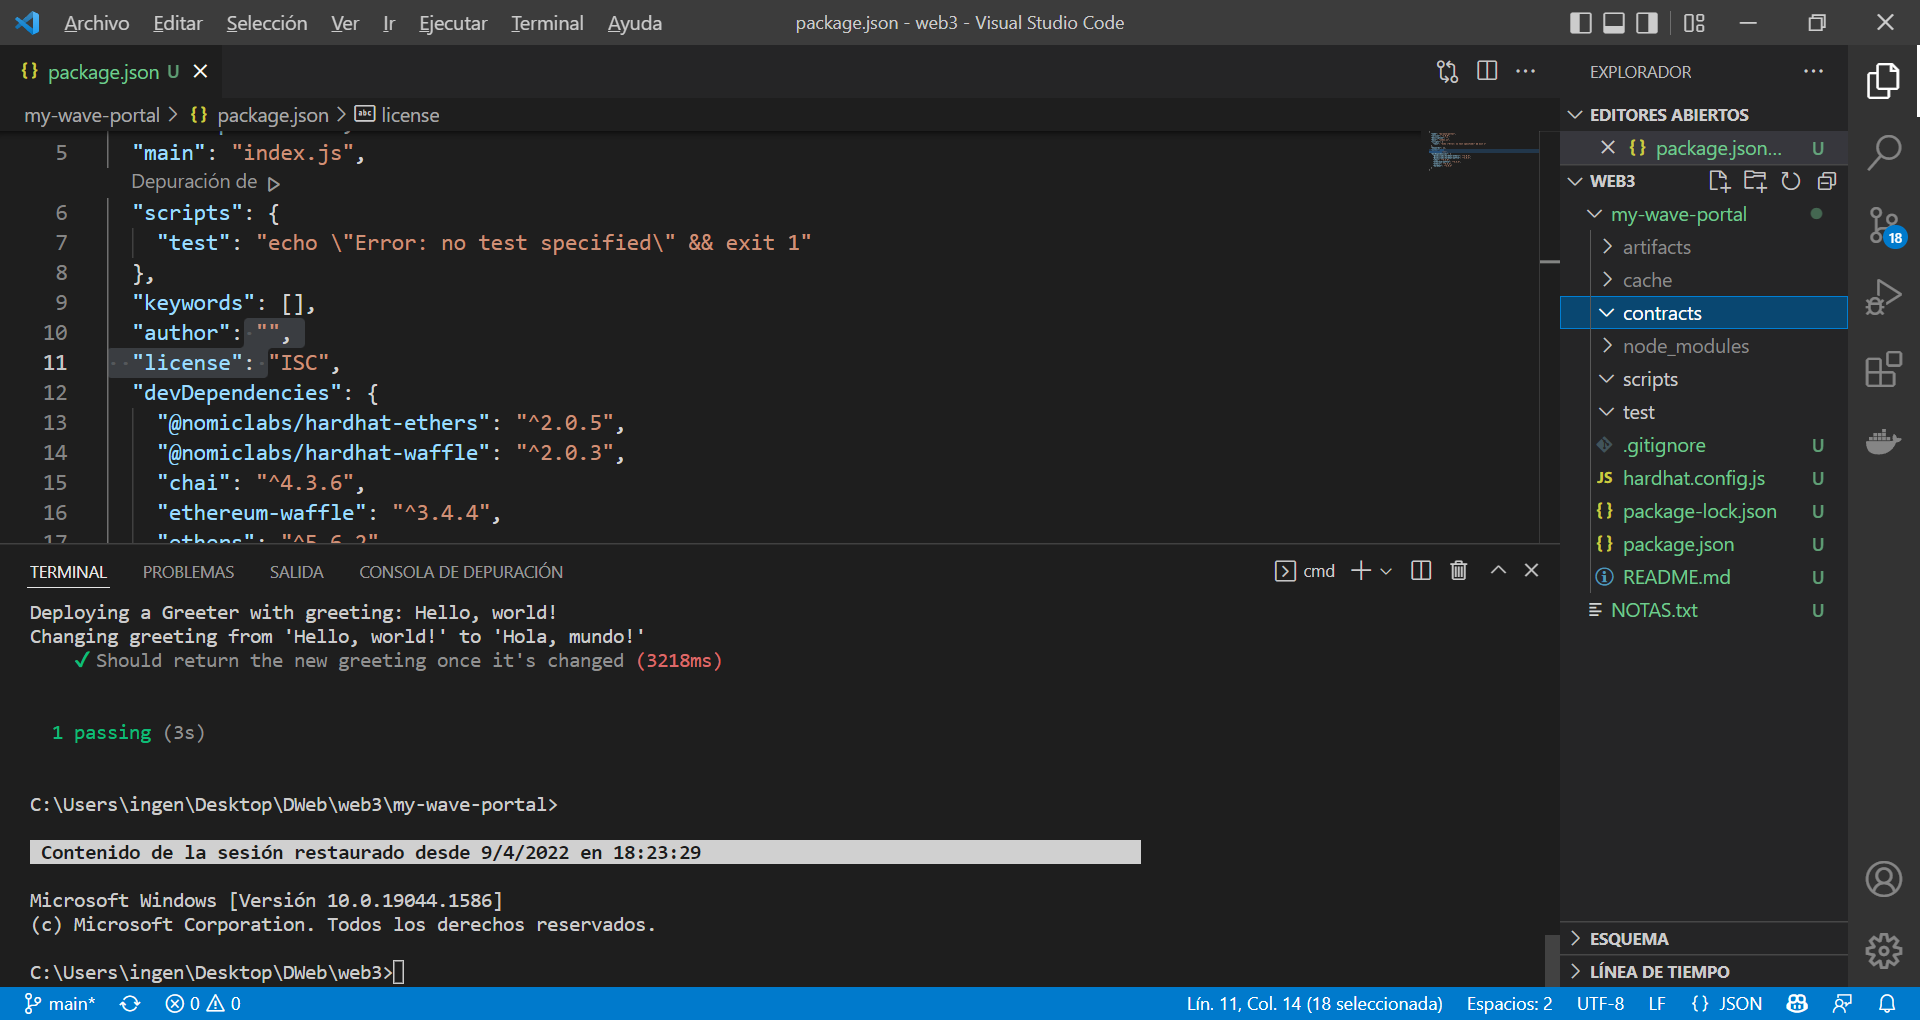 Archivo Editar Selección Ver Ir Ejecutar Terminal Ayuda
package.json - web3 - Visual Studio Code
package.json U
my-wave-portal > package.json > license
5 "main": "index.js",
Depuración de
6 "scripts": {
7 "test": "echo \"Error: no test specified\" && exit 1"
8 },
9 "keywords": [],
10 "author": "",
11 "license": "ISC",
12 "devDependencies": {
13 "@nomiclabs/hardhat-ethers": "^2.0.5",
14 "@nomiclabs/hardhat-waffle": "^2.0.3",
15 "chai": "^4.3.6",
16 "ethereum-waffle": "^3.4.4",
17 "ethers": "^5.6.2"
TERMINAL PROBLEMAS SALIDA CONSOLA DE DEPURACIÓN
cmd
Deploying a Greeter with greeting: Hello, world!
Changing greeting from 'Hello, world!' to 'Hola, mundo!'
✓ Should return the new greeting once it's changed (3218ms)
1 passing (3s)
C:\Users\ingen\Desktop\DWeb\web3\my-wave-portal>
Contenido de la sesión restaurado desde 9/4/2022 en 18:23:29
Microsoft Windows [Versión 10.0.19044.1586]
(c) Microsoft Corporation. Todos los derechos reservados.
C:\Users\ingen\Desktop\DWeb\web3>
EXPLORADOR
EDITORES ABIERTOS
package.json... U
WEB3
my-wave-portal
artifacts
cache
contracts
node_modules
scripts
test
.gitignore U
JS hardhat.config.js U
package-lock.json U
package.json U
README.md U
NOTAS.txt U
ESQUEMA
LÍNEA DE TIEMPO
18
main* 0 0
Lín. 11, Col. 14 (18 seleccionada) Espacios: 2 UTF-8 LF {} JSON